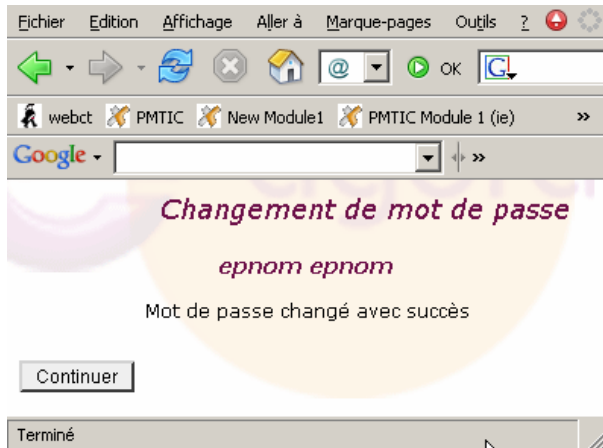 Fichier Edition Affichage Aller à Marque-pages Outils ?
@ OK G
webct PMTIC New Module1 PMTIC Module 1 (ie) »
Google »
Changement de mot de passe
epnom epnom
Mot de passe changé avec succès
Continuer
Terminé